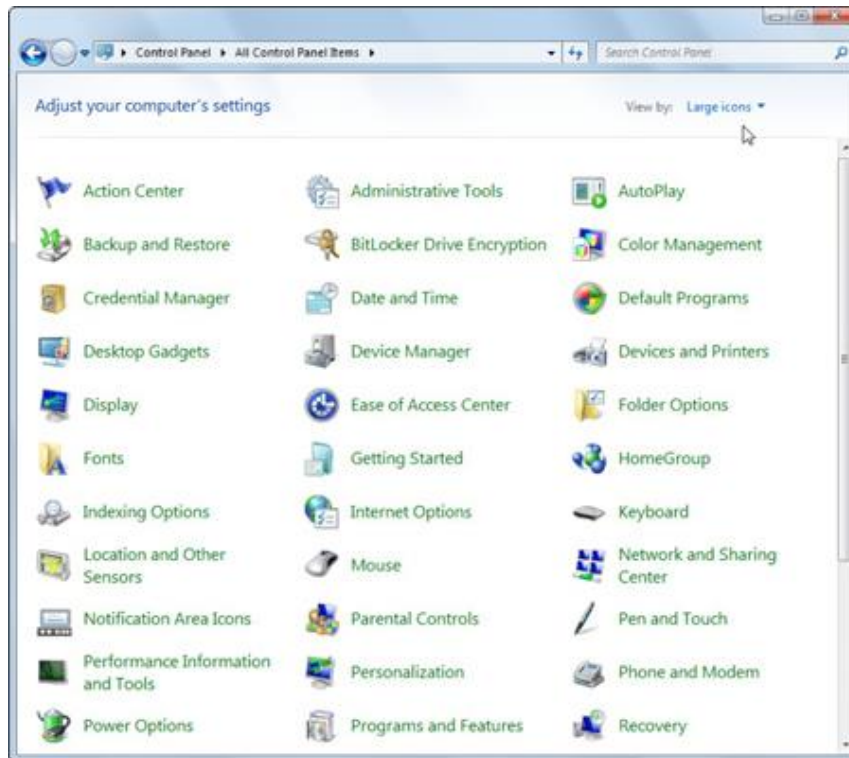 Control Panel All Control Panel Items
Search Control Panel
Adjust your computer's settings
View by: Large icons
Action Center
Administrative Tools
AutoPlay
Backup and Restore
BitLocker Drive Encryption
Color Management
Credential Manager
Date and Time
Default Programs
Desktop Gadgets
Device Manager
Devices and Printers
Display
Ease of Access Center
Folder Options
Fonts
Getting Started
HomeGroup
Indexing Options
Internet Options
Keyboard
Location and Other
Sensors
Mouse
Network and Sharing
Center
Notification Area Icons
Parental Controls
Pen and Touch
Performance Information
and Tools
Personalization
Phone and Modem
Power Options
Programs and Features
Recovery